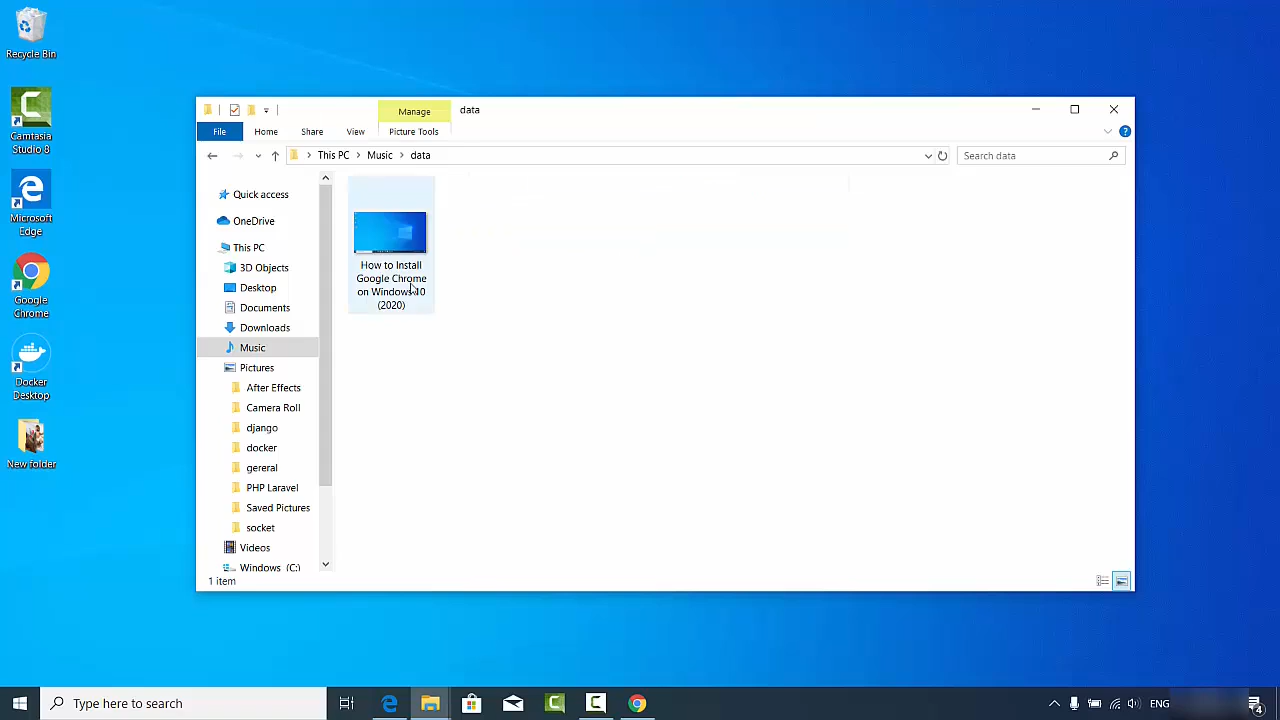 Recycle Bin
Camtasia
Studio 8
Microsoft
Edge
Google
Chrome
Docker
Desktop
New folder
Manage
data
File
Home
Share
View
Picture Tools
This PC
Music
data
Search data
Quick access
OneDrive
This PC
3D Objects
Desktop
Documents
Downloads
Music
Pictures
After Effects
Camera Roll
django
docker
gereral
PHP Laravel
Saved Pictures
socket
Videos
Windows (C:)
How to Install
Google Chrome
on Windows 10
(2020)
1 item
Type here to search
ENG
4